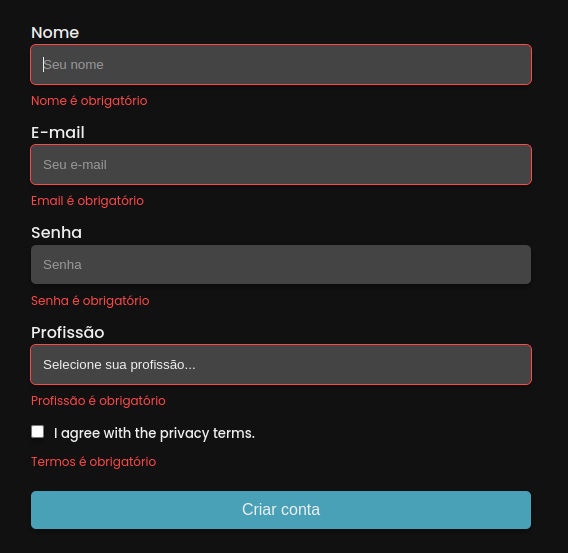 Nome
Seu nome
Nome é obrigatório
E-mail
Seu e-mail
Email é obrigatório
Senha
Senha
Senha é obrigatório
Profissão
Selecione sua profissão...
Profissão é obrigatório
I agree with the privacy terms.
Termos é obrigatório
Criar conta